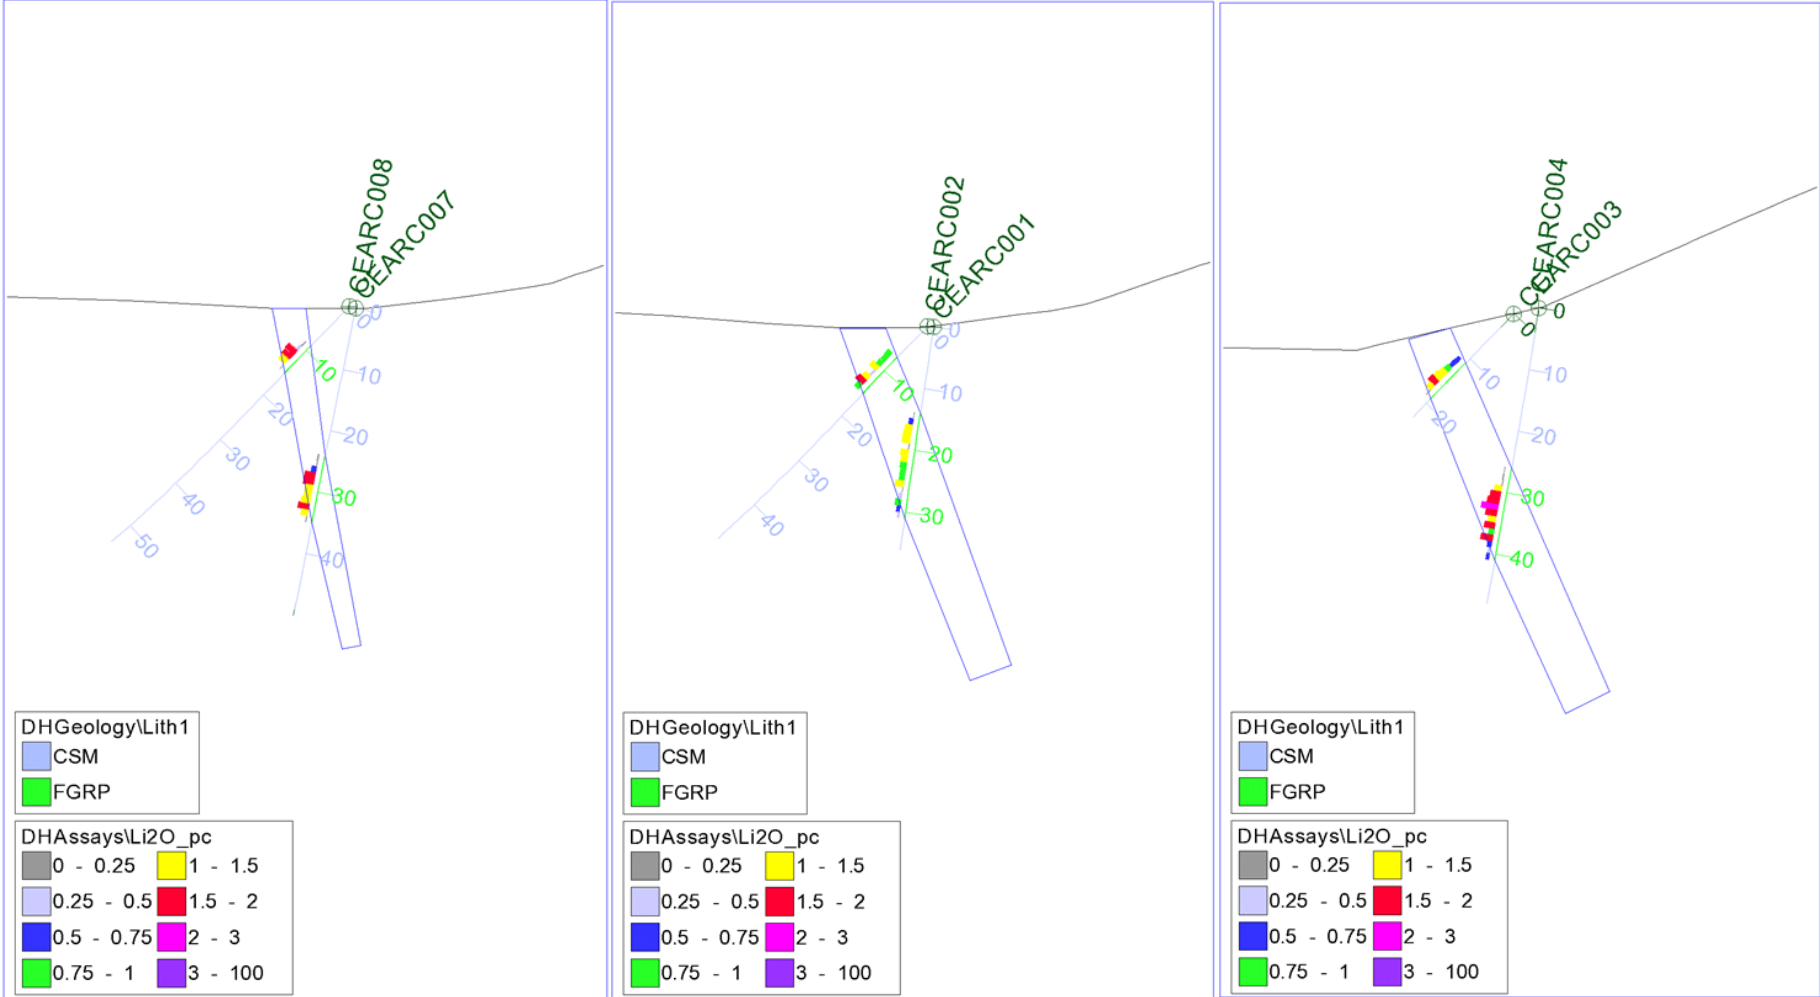 CEARC008
CEARC007
0
0
10
10
20
20
30
30
40
40
50
DHGeology\Lith1
CSM
FGRP
DHAssays\Li2O_pc
0 - 0.25 1 - 1.5
0.25 - 0.5 1.5 - 2
0.5 - 0.75 2 - 3
0.75 - 1 3 - 100
CEARC002
CEARC001
0
0
10
10
20
20
30
30
40
DHGeology\Lith1
CSM
FGRP
DHAssays\Li2O_pc
0 - 0.25 1 - 1.5
0.25 - 0.5 1.5 - 2
0.5 - 0.75 2 - 3
0.75 - 1 3 - 100
CEARC004
CEARC003
0
0
10
10
20
20
30
40
DHGeology\Lith1
CSM
FGRP
DHAssays\Li2O_pc
0 - 0.25 1 - 1.5
0.25 - 0.5 1.5 - 2
0.5 - 0.75 2 - 3
0.75 - 1 3 - 100